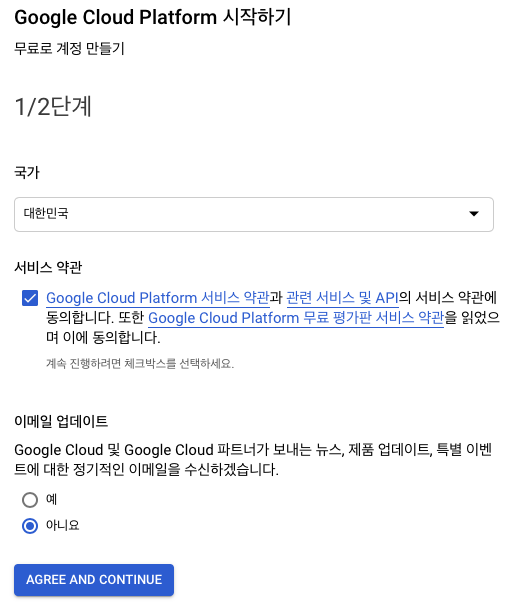 Google Cloud Platform 시작하기
무료로 계정 만들기
1/2단계
국가
대한민국
서비스 약관
Google Cloud Platform 서비스 약관과 관련 서비스 및 API의 서비스 약관에
동의합니다. 또한 Google Cloud Platform 무료 평가판 서비스 약관을 읽었으
며 이에 동의합니다.
계속 진행하려면 체크박스를 선택하세요.
이메일 업데이트
Google Cloud 및 Google Cloud 파트너가 보내는 뉴스, 제품 업데이트, 특별 이벤
트에 대한 정기적인 이메일을 수신하겠습니다.
예
아니요
AGREE AND CONTINUE